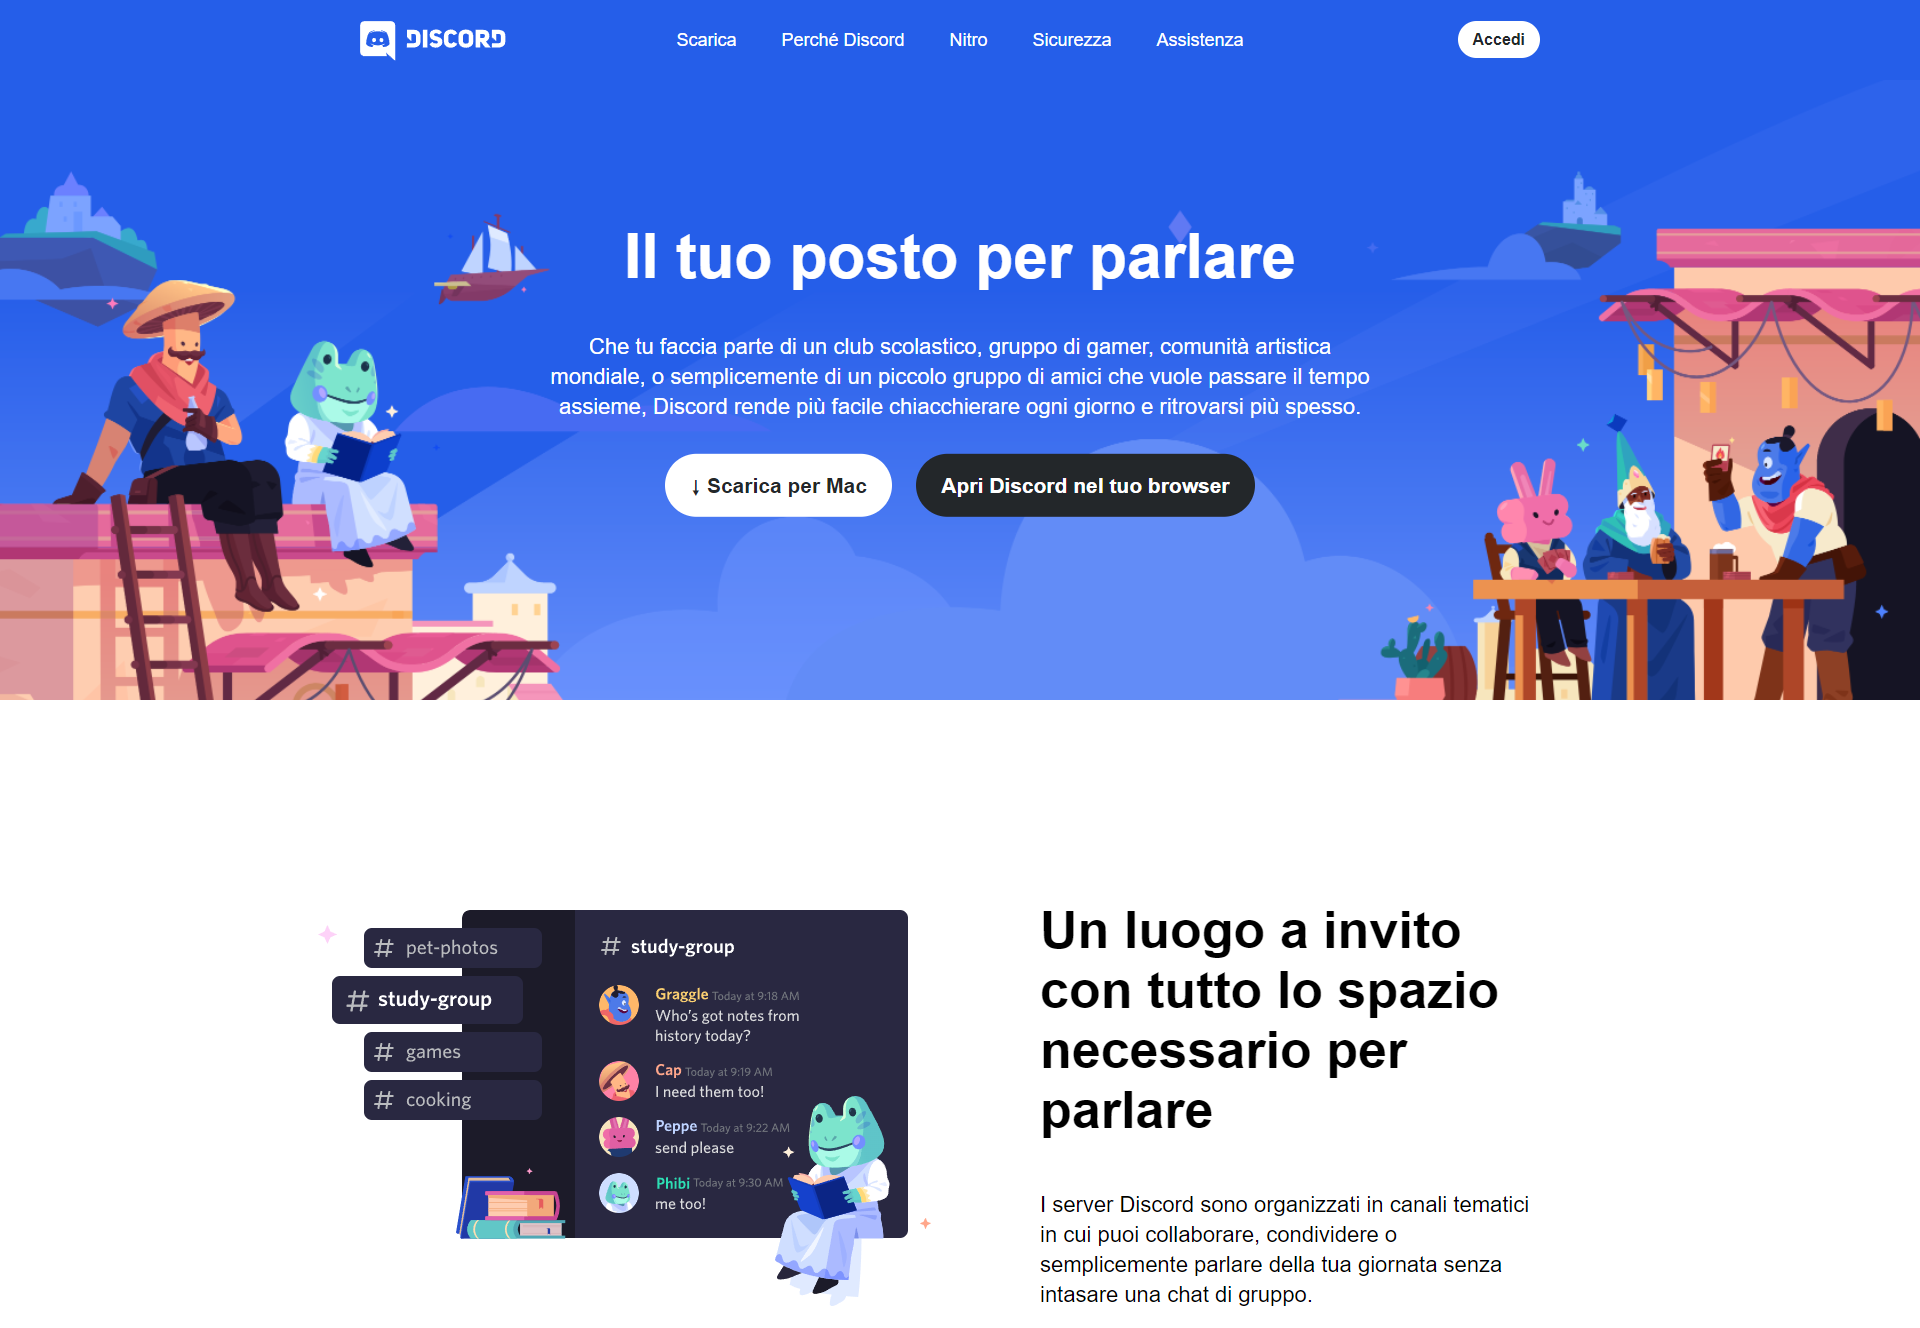 DISCORD
Scarica
Perché Discord
Nitro
Sicurezza
Assistenza
Accedi
Il tuo posto per parlare
Che tu faccia parte di un club scolastico, gruppo di gamer, comunità artistica
mondiale, o semplicemente di un piccolo gruppo di amici che vuole passare il tempo
assieme, Discord rende più facile chiacchierare ogni giorno e ritrovarsi più spesso.
↓ Scarica per Mac
Apri Discord nel tuo browser
# pet-photos
# study-group
# games
# cooking
# study-group
Graggle Today at 9:18 AM
Who's got notes from
history today?
Cap Today at 9:19 AM
I need them too!
Peppe Today at 9:22 AM
send please
Phibi Today at 9:30 AM
me too!
Un luogo a invito
con tutto lo spazio
necessario per
parlare
I server Discord sono organizzati in canali tematici
in cui puoi collaborare, condividere o
semplicemente parlare della tua giornata senza
intasare una chat di gruppo.